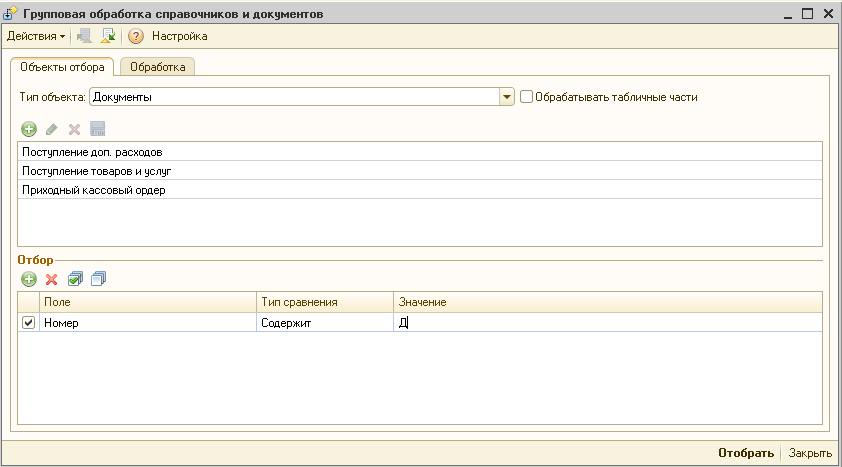 Групповая обработка справочников и документов
Действия Настройка
Объекты отбора Обработка
Тип объекта: Документы Обрабатывать табличные части
Поступление доп. расходов
Поступление товаров и услуг
Приходный кассовый ордер
Отбор
Поле Тип сравнения Значение
Номер Содержит Д
Отобрать Закрыть